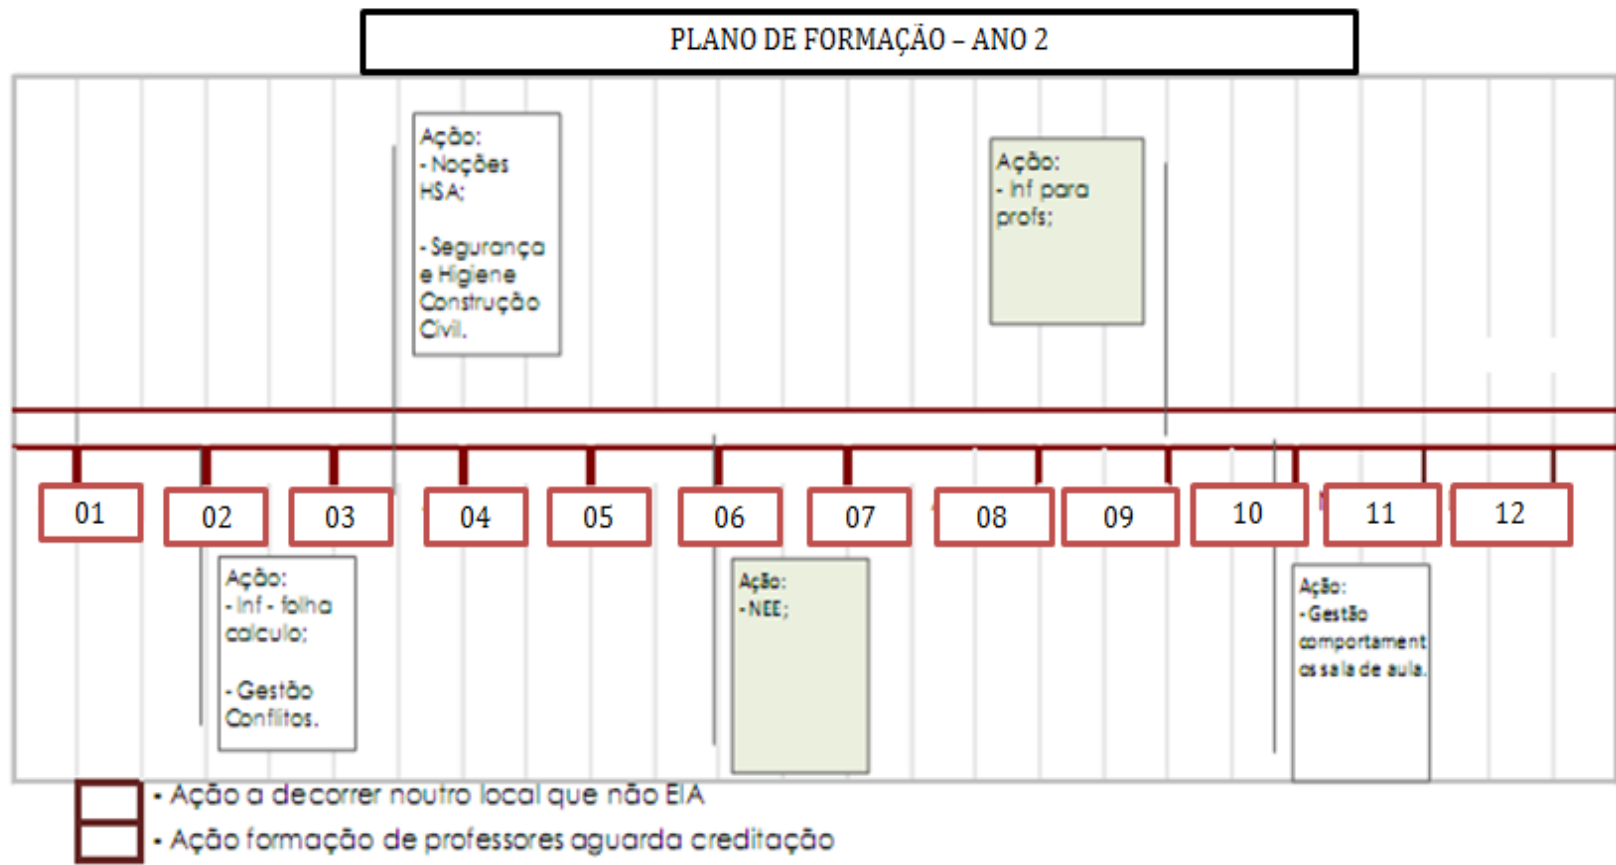 PLANO DE FORMAÇÃO – ANO 2
Ação:
- Noções
HSA;
- Segurança
e Higiene
Construção
Civil.
Ação:
- Inf para
profs;
01
02
03
04
05
06
07
08
09
10
11
12
Ação:
- Inf - folha
calculo;
- Gestão
Conflitos.
Ação:
- NEE;
Ação:
- Gestão
comportament
os sala de aula.
- Ação a decorrer noutro local que não EIA
- Ação formação de professores aguarda creditação